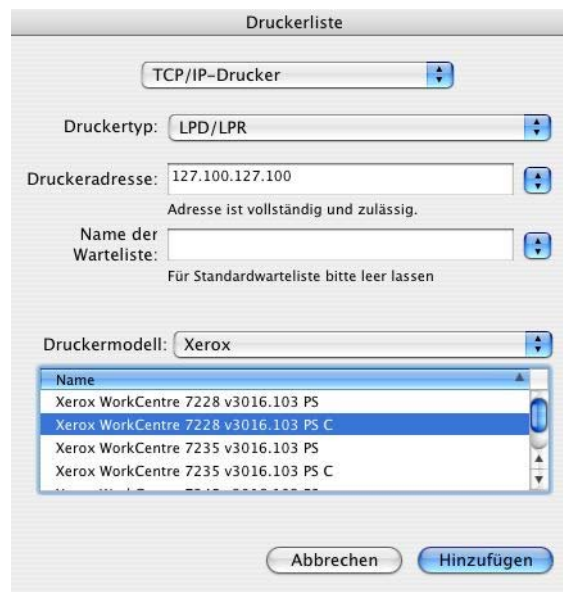 Druckerliste
TCP/IP-Drucker
Druckertyp: LPD/LPR
Druckeradresse: 127.100.127.100
Adresse ist vollständig und zulässig.
Name der
Warteliste:
Für Standardwarteliste bitte leer lassen
Druckermodell: Xerox
Name
Xerox WorkCentre 7228 v3016.103 PS
Xerox WorkCentre 7228 v3016.103 PS C
Xerox WorkCentre 7235 v3016.103 PS
Xerox WorkCentre 7235 v3016.103 PS C
Abbrechen Hinzufügen